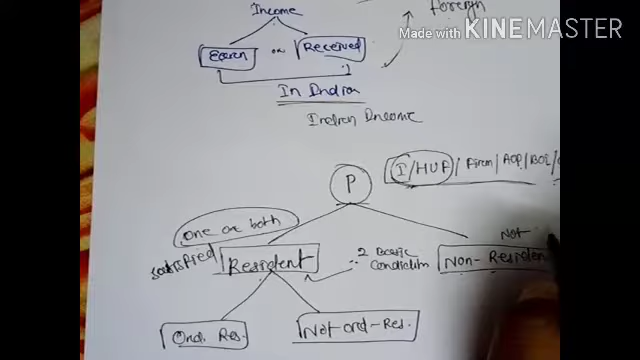 Income
foreign
Made with KINEMASTER
Earn or Received
In India
Indian Income
P
I/HUF/Firm/AOP/BOI/
one or both
satisfied
Not
Resident
2 Basic
Condition
Non-Resident
Ord. Res.
Not ord-Res.